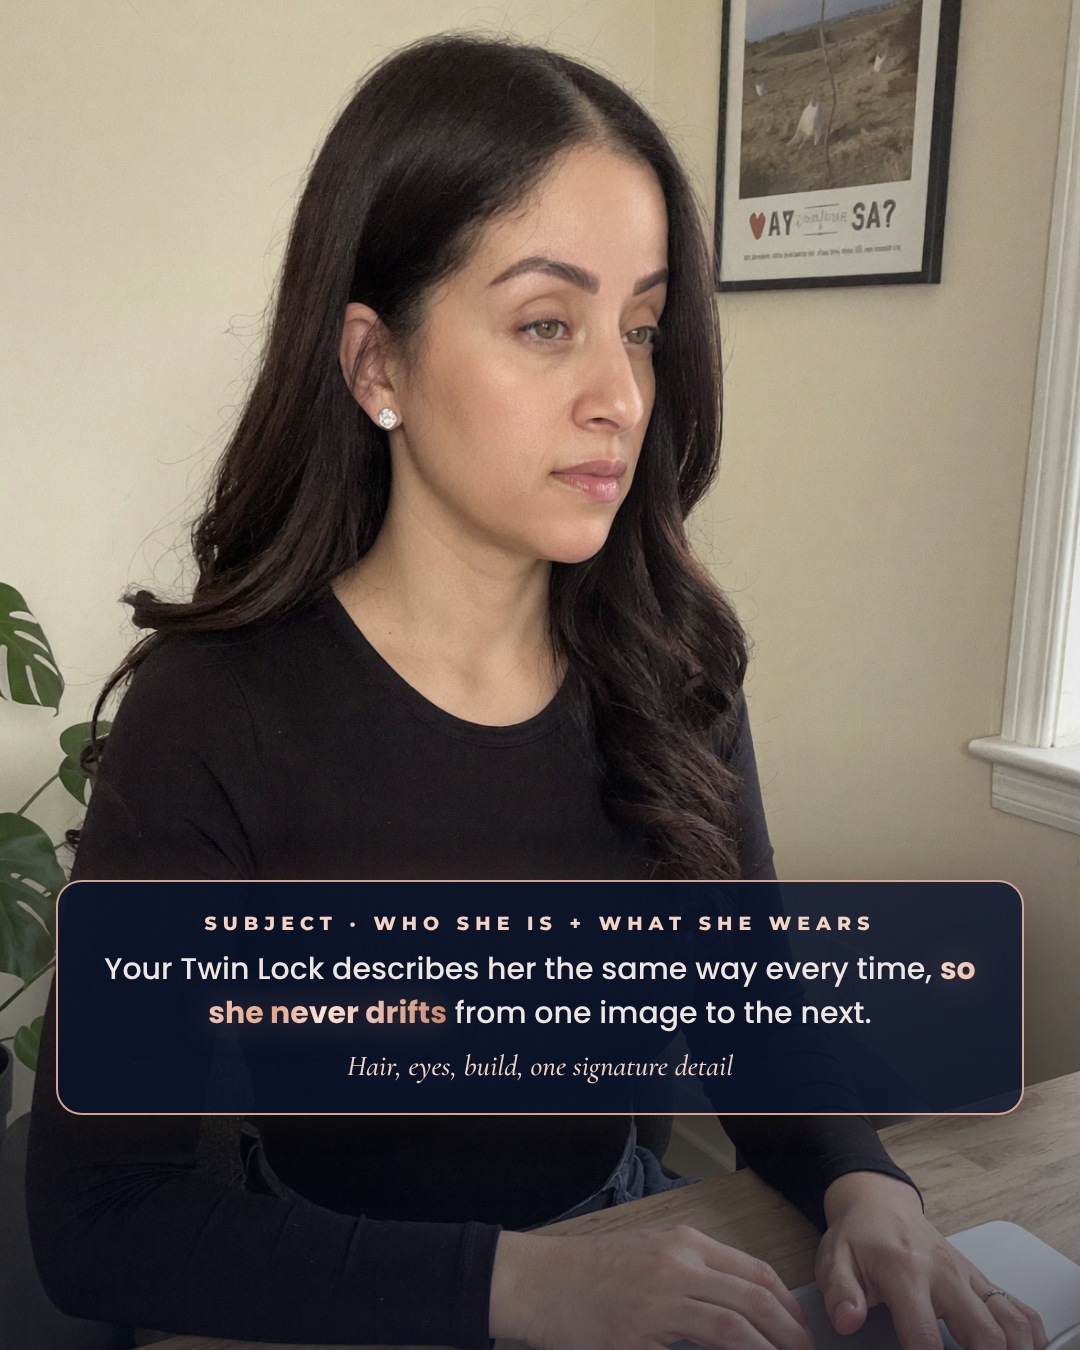 AY
SA?
SUBJECT · WHO SHE IS + WHAT SHE WEARS
Your Twin Lock describes her the same way every time, so
she never drifts from one image to the next.
Hair, eyes, build, one signature detail